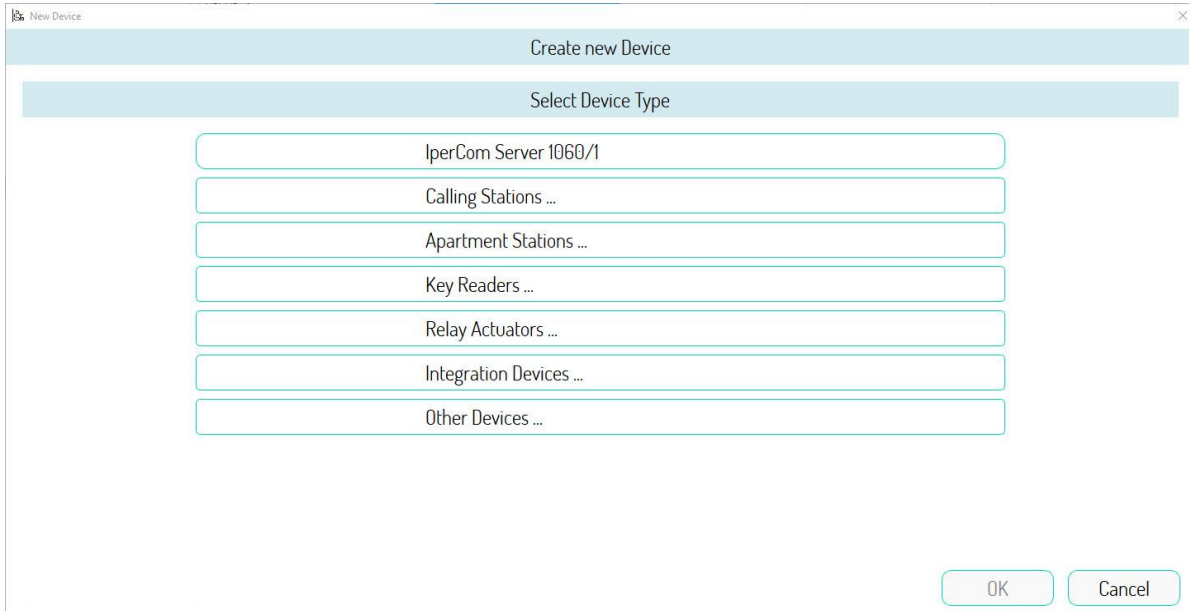 New Device
Create new Device
Select Device Type
IperCom Server 1060/1
Calling Stations ...
Apartment Stations ...
Key Readers ...
Relay Actuators ...
Integration Devices ...
Other Devices ...
OK
Cancel